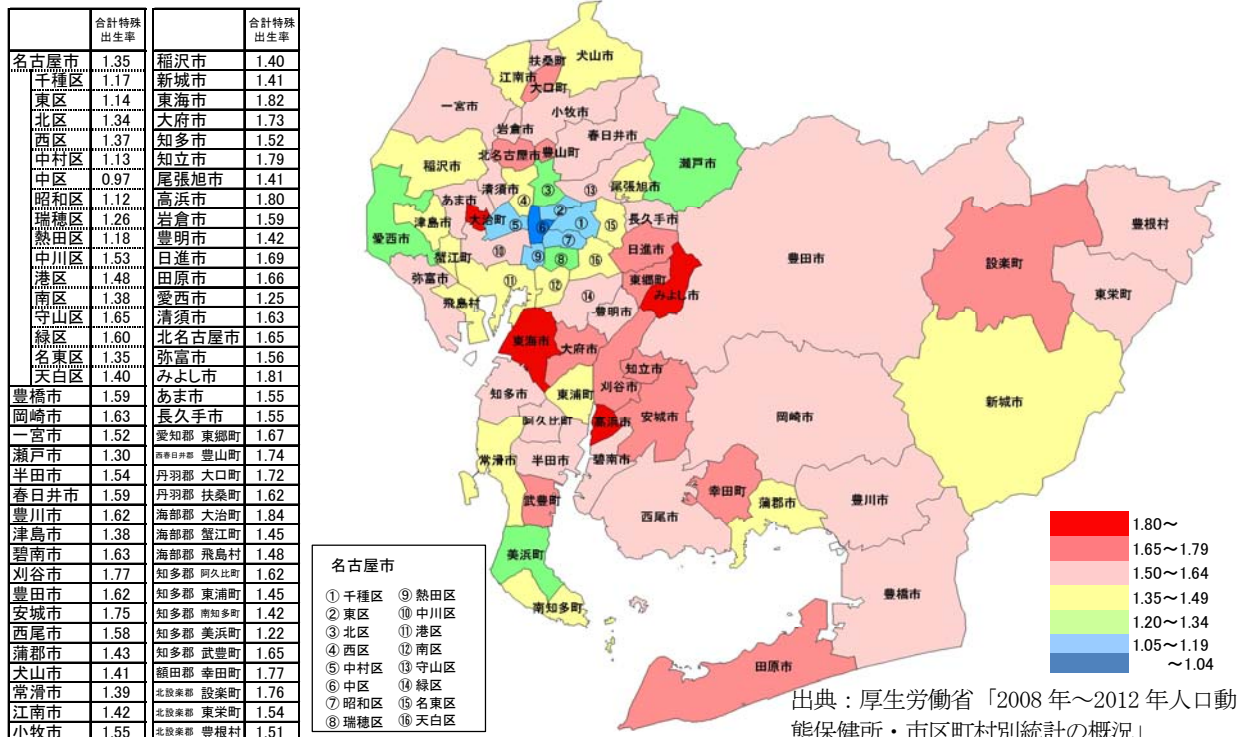 合計特殊
出生率
合計特殊
出生率
名古屋市 1.35 稲沢市 1.40
千種区 1.17 新城市 1.41
東区 1.14 東海市 1.82
北区 1.34 大府市 1.73
西区 1.37 知多市 1.52
中村区 1.13 知立市 1.79
中区 0.97 尾張旭市 1.41
昭和区 1.12 高浜市 1.80
瑞穂区 1.26 岩倉市 1.59
熱田区 1.18 豊明市 1.42
中川区 1.53 日進市 1.69
港区 1.48 田原市 1.66
南区 1.38 愛西市 1.25
守山区 1.65 清須市 1.63
緑区 1.60 北名古屋市 1.65
名東区 1.35 弥富市 1.56
天白区 1.40 みよし市 1.81
豊橋市 1.59 あま市 1.55
岡崎市 1.63 長久手市 1.55
一宮市 1.52 愛知郡 東郷町 1.67
瀬戸市 1.30 西春日井郡 豊山町 1.74
半田市 1.54 丹羽郡 大口町 1.72
春日井市 1.59 丹羽郡 扶桑町 1.62
豊川市 1.62 海部郡 大治町 1.84
津島市 1.38 海部郡 蟹江町 1.45
碧南市 1.63 海部郡 飛島村 1.48
刈谷市 1.77 知多郡 阿久比町 1.62
豊田市 1.62 知多郡 東浦町 1.45
安城市 1.75 知多郡 南知多町 1.42
西尾市 1.58 知多郡 美浜町 1.22
蒲郡市 1.43 知多郡 武豊町 1.65
犬山市 1.41 額田郡 幸田町 1.77
常滑市 1.39 北設楽郡 設楽町 1.76
江南市 1.42 北設楽郡 東栄町 1.54
小牧市 1.55 北設楽郡 豊根村 1.51
犬山市
扶桑町
江南市
大口町
一宮市
小牧市
岩倉市
春日井市
北名古屋市
豊山町
瀬戸市
稲沢市
清須市
③
⑬
尾張旭市
④
あま市
②
長久手市
津島市
大治町
⑤
⑥
①
⑮
愛西市
⑦
豊根村
蟹江町
⑩
⑨
⑧
⑯
日進市
豊田市
設楽町
弥富市
⑪
⑫
東郷町
みよし市
東栄町
飛島村
⑭
豊明市
東海市
大府市
知立市
知多市
東浦町
刈谷市
新城市
阿久比町
高浜市
安城市
岡崎市
常滑市
半田市
碧南市
武豊町
西尾市
幸田町
蒲郡市
豊川市
美浜町
豊橋市
南知多町
田原市
名古屋市
① 千種区 ⑨ 熱田区
② 東区 ⑩ 中川区
③ 北区 ⑪ 港区
④ 西区 ⑫ 南区
⑤ 中村区 ⑬ 守山区
⑥ 中区 ⑭ 緑区
⑦ 昭和区 ⑮ 名東区
⑧ 瑞穂区 ⑯ 天白区
1.80～
1.65～1.79
1.50～1.64
1.35～1.49
1.20～1.34
1.05～1.19
～1.04
出典：厚生労働省「2008 年～2012 年人口動
態保健所・市区町村別統計の概況」